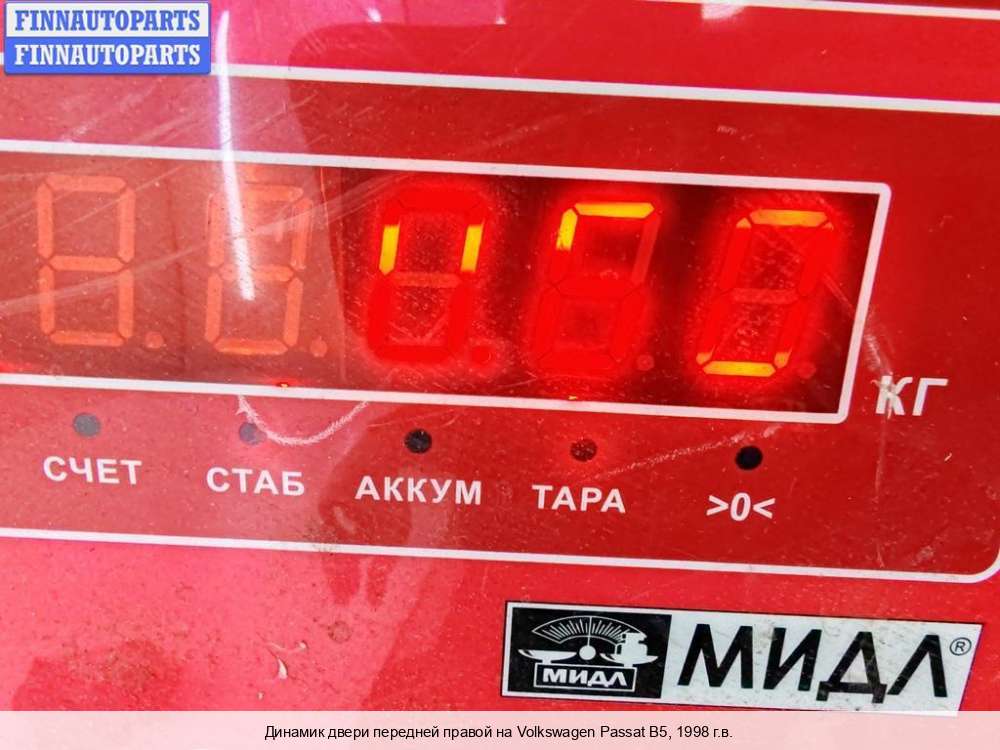 FINNAUTOPARTS
FINNAUTOPARTS
КГ
СЧЕТ СТАБ АККУМ ТАРА >0<
МИДЛ МИДЛ®
Динамик двери передней правой на Volkswagen Passat B5, 1998 г.в.